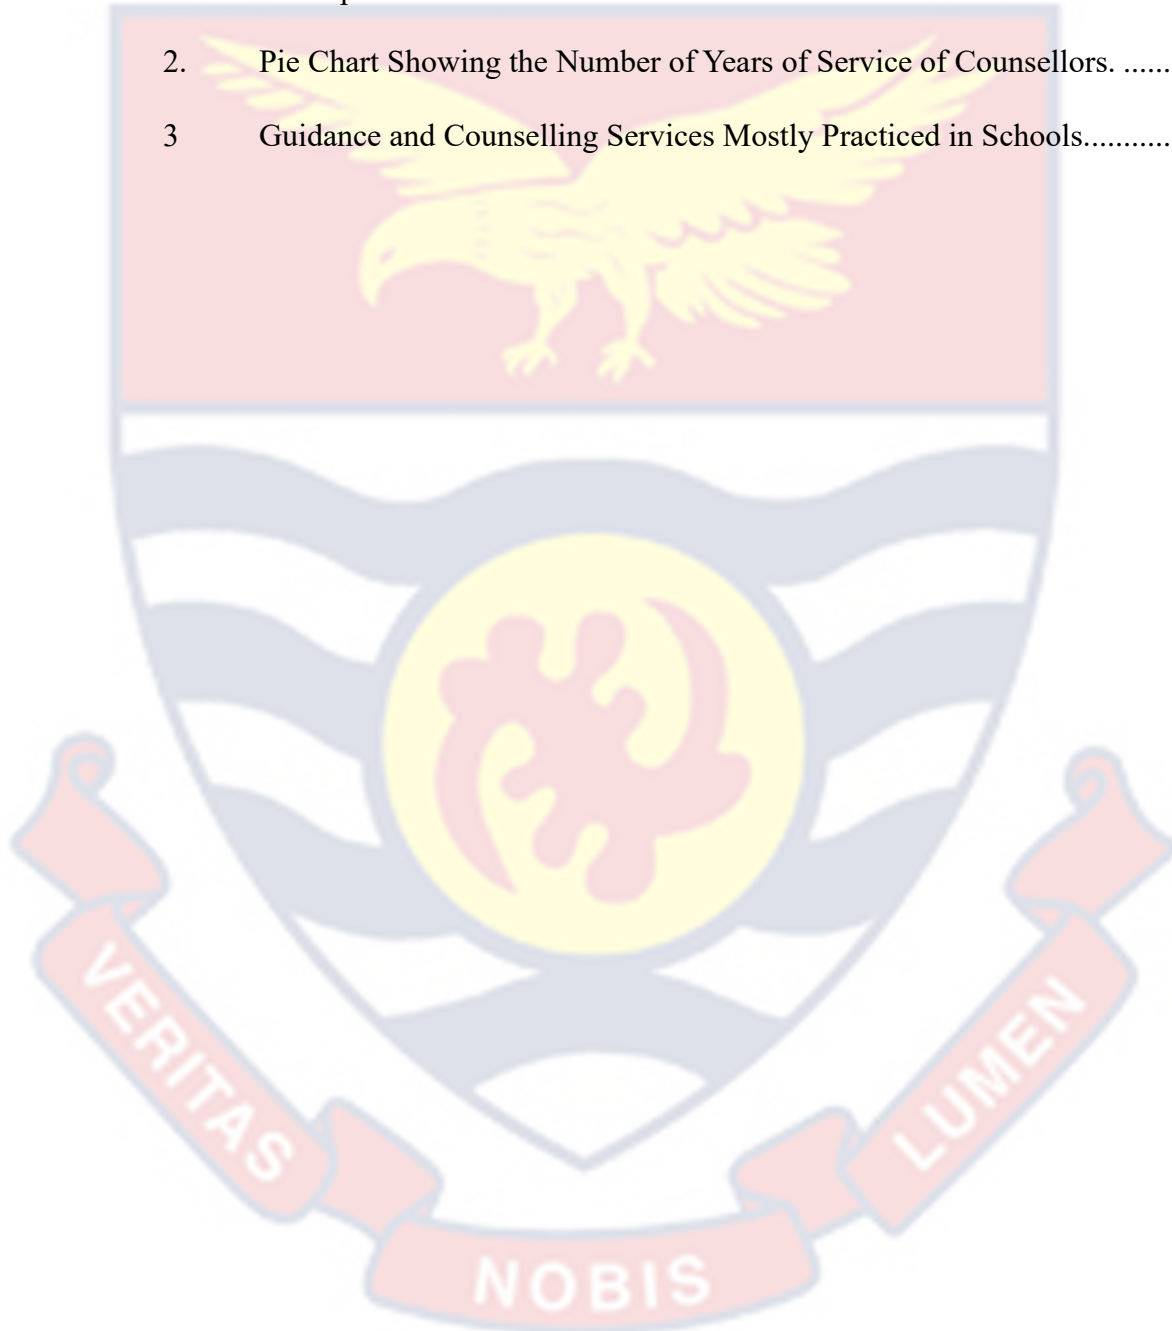 2. Pie Chart Showing the Number of Years of Service of Counsellors. ......
3 Guidance and Counselling Services Mostly Practiced in Schools...........
VERITAS
NOBIS
LUMEN